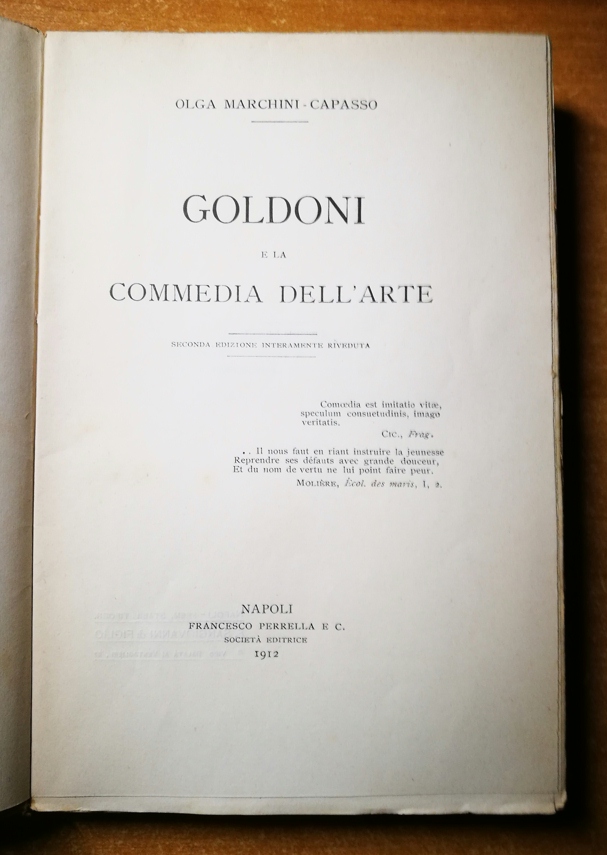 OLGA MARCHINI-CAPASSO
GOLDONI
E LA
COMMEDIA DELL'ARTE
SECONDA EDIZIONE INTERAMENTE RIVEDUTA
Comœdia est imitatio vitæ,
speculum consuetudinis, imago
veritatis.
CIC., Frag.
. . Il nous faut en riant instruire la jeunesse
Reprendre ses défauts avec grande douceur,
Et du nom de vertu ne lui point faire peur.
MOLIÈRE, Écol. des maris, I, 2.
NAPOLI
FRANCESCO PERRELLA E C.
SOCIETÀ EDITRICE
1912